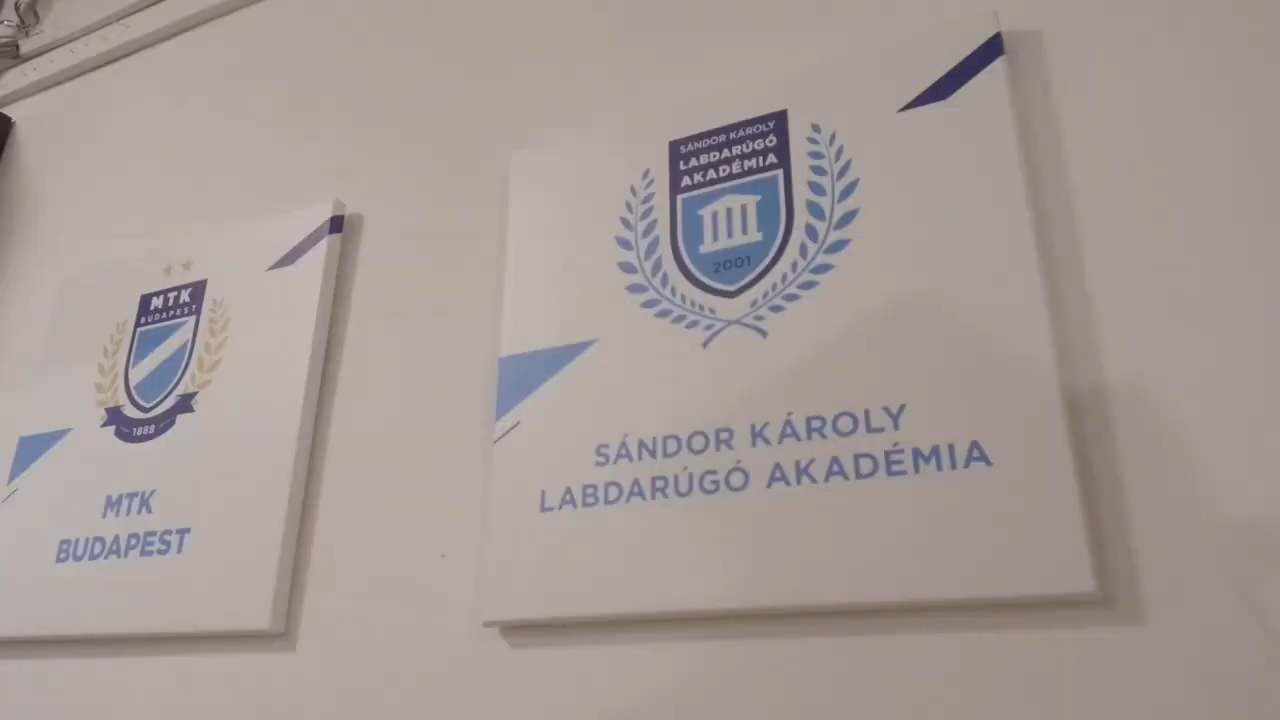 MTK
BUDAPEST
1888
MTK
BUDAPEST
SÁNDOR KÁROLY
LABDARÚGÓ
AKADÉMIA
2001
SÁNDOR KÁROLY
LABDARÚGÓ AKADÉMIA